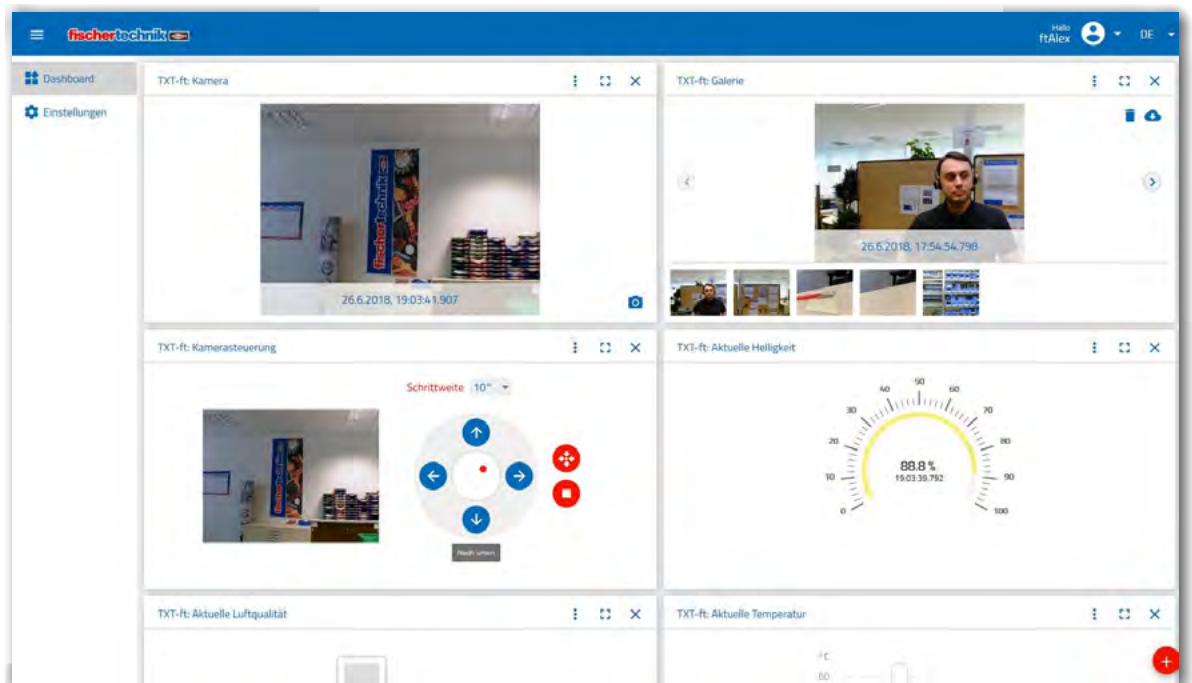 fischertechnik
Hallo
ftAlex
DE
Dashboard
Einstellungen
TXT-ft: Kamera
fischertechnik
26.6.2018, 19:03:41.907
TXT-ft: Galerie
26.6.2018, 17:54:54.798
TXT-ft: Kamerasteuerung
Schrittweite 10°
Nach unten
TXT-ft: Aktuelle Helligkeit
0
10
20
30
40
50
60
70
80
90
100
88.8 %
19:03:39.792
TXT-ft: Aktuelle Luftqualität
TXT-ft: Aktuelle Temperatur
°C
60